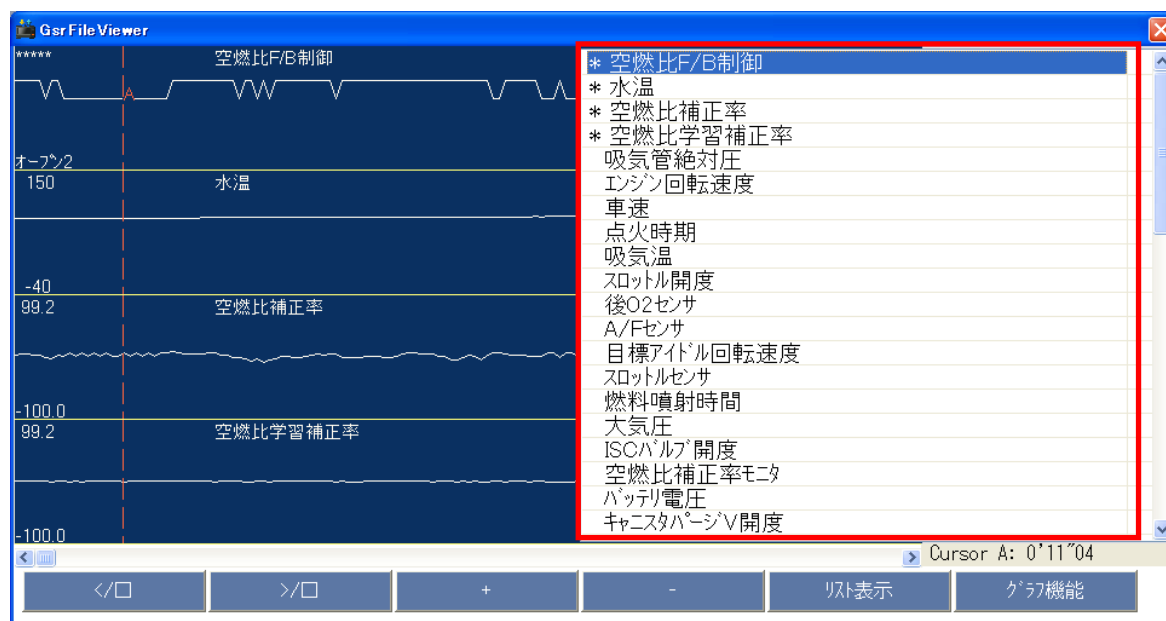 GsrFileViewer
***** 空燃比F/B制御
A
オープン2
150 水温
-40
99.2 空燃比補正率
-100.0
99.2 空燃比学習補正率
-100.0
* 空燃比F/B制御
* 水温
* 空燃比補正率
* 空燃比学習補正率
吸気管絶対圧
エンジン回転速度
車速
点火時期
吸気温
スロットル開度
後O2センサ
A/Fセンサ
目標アイドル回転速度
スロットルセンサ
燃料噴射時間
大気圧
ISCバルブ開度
空燃比補正率モニタ
バッテリ電圧
キャニスタパージV開度
Cursor A: 0'11"04
</□ >/□ + - リスト表示 グラフ機能